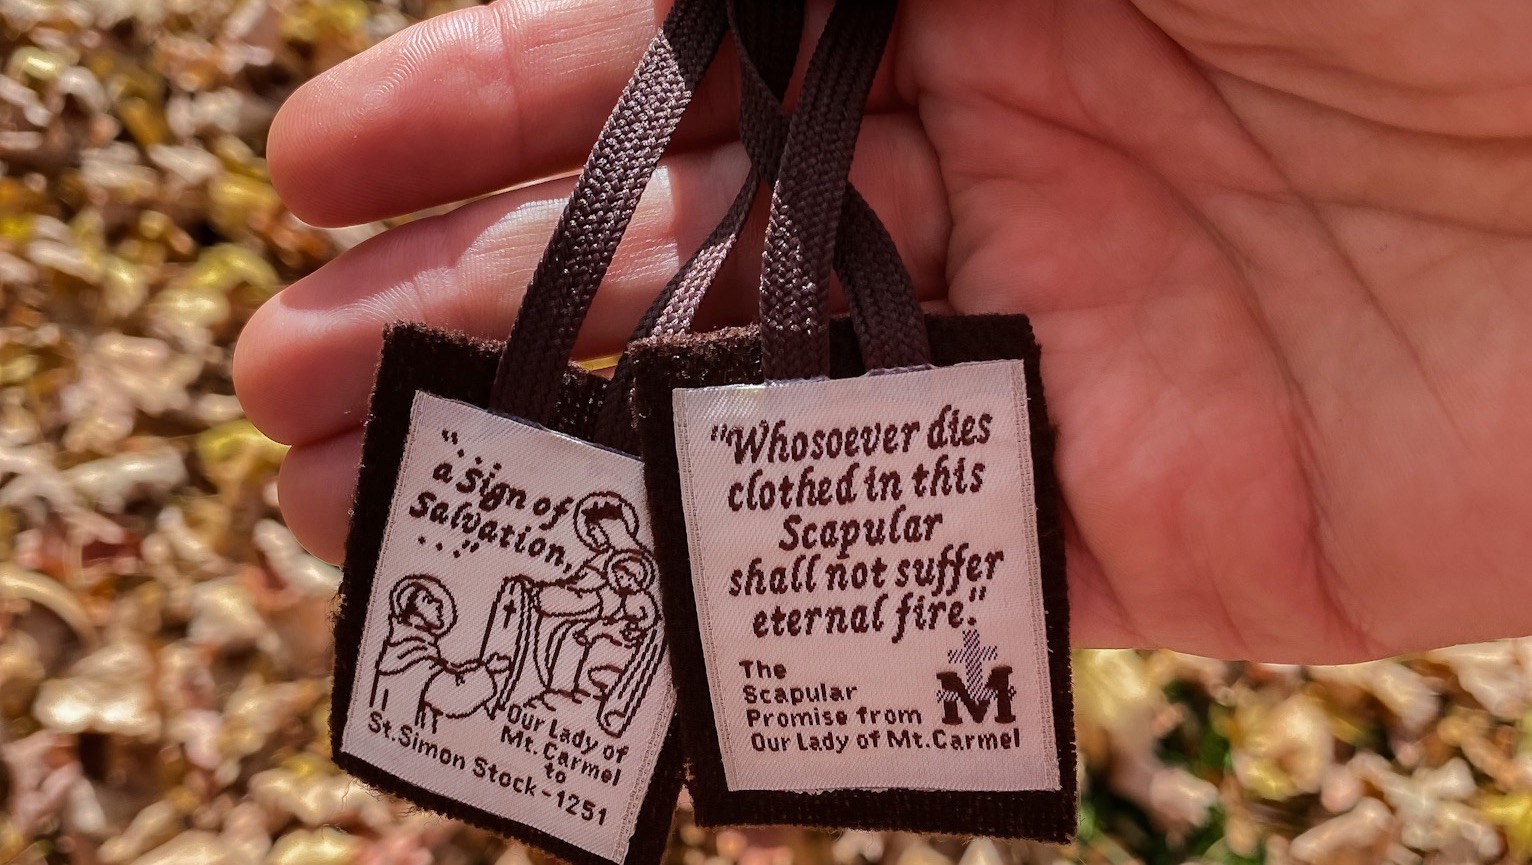 "...
a Sign of
Salvation,
..."
Our Lady of
Mt. Carmel
to
St. Simon Stock - 1251
"Whosoever dies
clothed in this
Scapular
shall not suffer
eternal fire."
The
Scapular
Promise from
Our Lady of Mt. Carmel
M